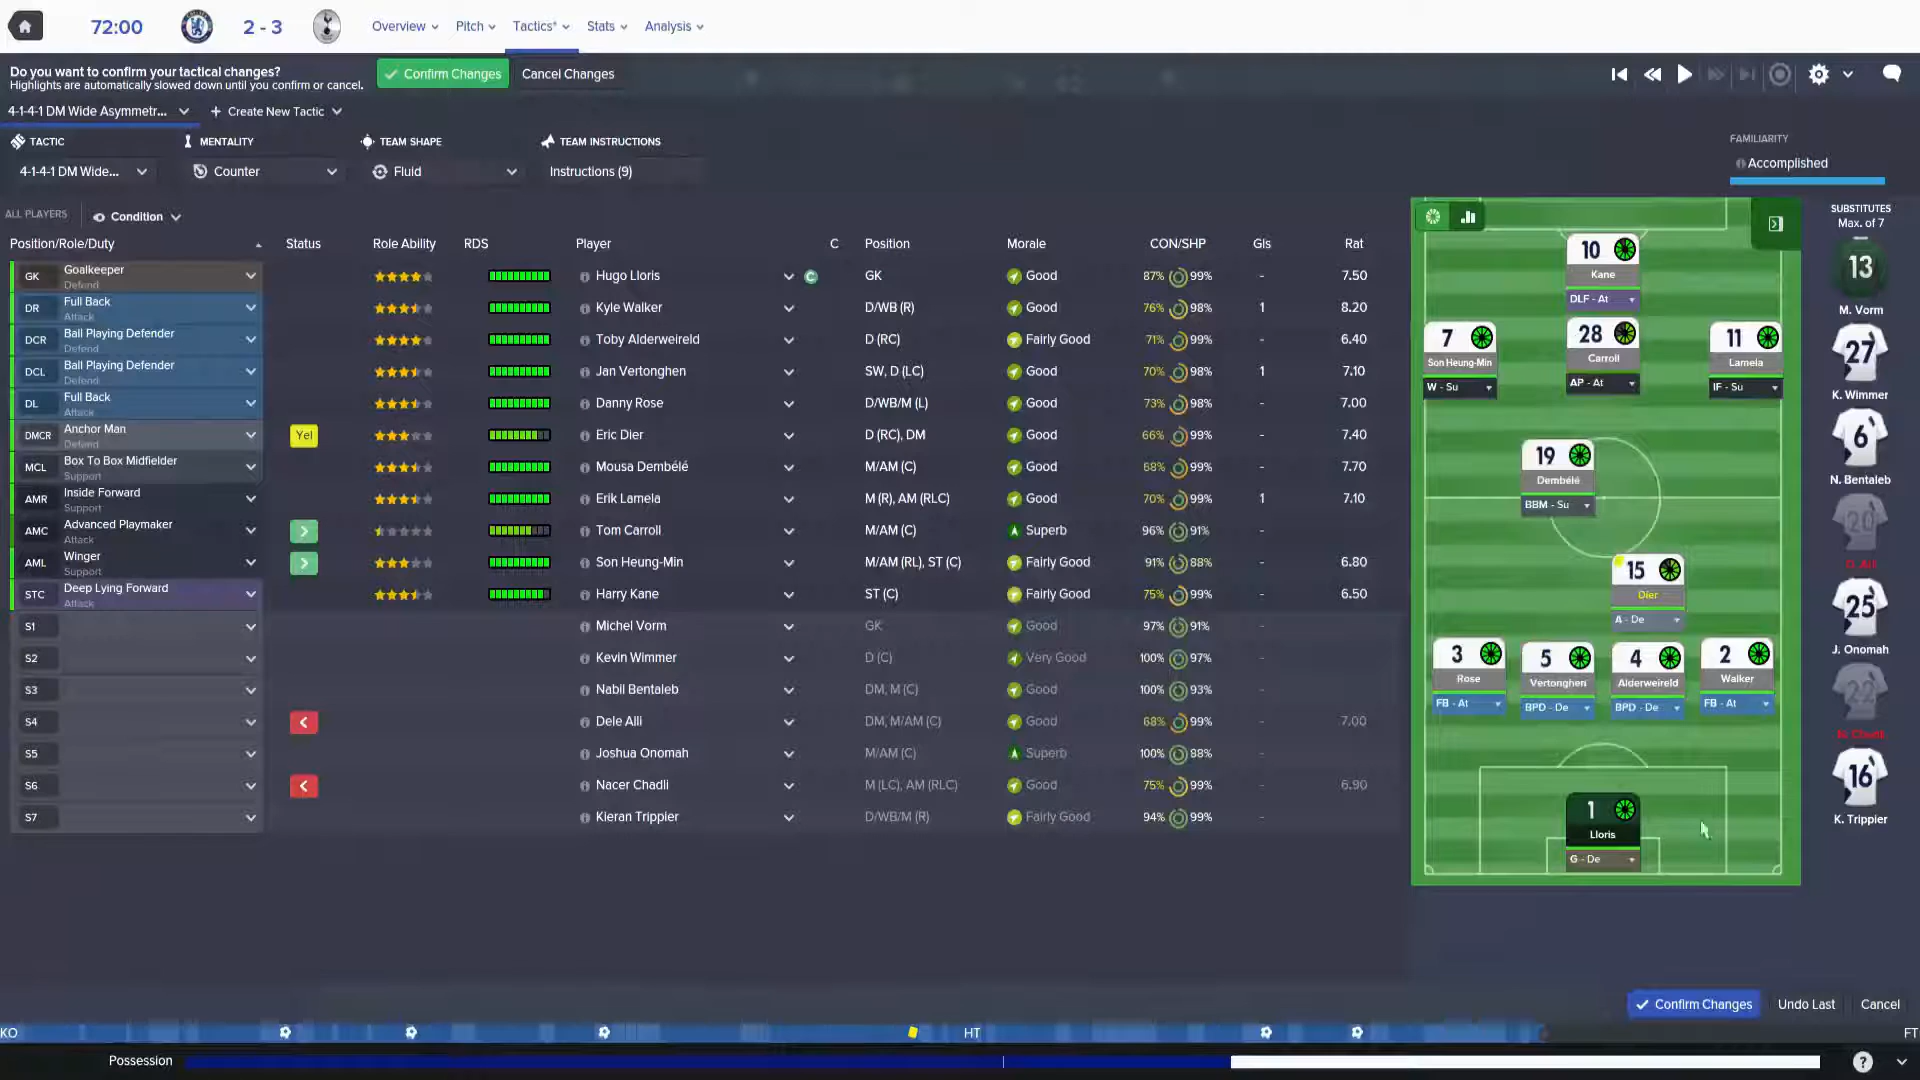 72:00
2 - 3
Overview
Pitch
Tactics*
Stats
Analysis
Do you want to confirm your tactical changes?
Highlights are automatically slowed down until you confirm or cancel.
Confirm Changes
Cancel Changes
4-1-4-1 DM Wide Asymmetr...
Create New Tactic
TACTIC
MENTALITY
TEAM SHAPE
TEAM INSTRUCTIONS
FAMILIARITY
4-1-4-1 DM Wide...
Counter
Fluid
Instructions (9)
Accomplished
ALL PLAYERS
Condition
Position/Role/Duty Status Role Ability RDS Player C Position Morale CON/SHP Gls Rat
GK Goalkeeper Defend Hugo Lloris C GK Good 87% 99% - 7.50
DR Full Back Attack Kyle Walker D/WB (R) Good 76% 98% 1 8.20
DCR Ball Playing Defender Defend Toby Alderweireld D (RC) Fairly Good 71% 99% - 6.40
DCL Ball Playing Defender Defend Jan Vertonghen SW, D (LC) Good 70% 98% 1 7.10
DL Full Back Attack Danny Rose D/WB/M (L) Good 73% 98% - 7.00
DMCR Anchor Man Defend Yel Eric Dier D (RC), DM Good 66% 99% - 7.40
MCL Box To Box Midfielder Support Mousa Dembélé M/AM (C) Good 68% 99% - 7.70
AMR Inside Forward Support Erik Lamela M (R), AM (RLC) Good 70% 99% 1 7.10
AMC Advanced Playmaker Attack Tom Carroll M/AM (C) Superb 96% 91%
AML Winger Support Son Heung-Min M/AM (RL), ST (C) Fairly Good 91% 88% - 6.80
STC Deep Lying Forward Attack Harry Kane ST (C) Fairly Good 75% 99% - 6.50
S1 Michel Vorm GK Good 97% 91% -
S2 Kevin Wimmer D (C) Very Good 100% 97% -
S3 Nabil Bentaleb DM, M (C) Good 100% 93% -
S4 Dele Alli DM, M/AM (C) Good 68% 99% - 7.00
S5 Joshua Onomah M/AM (C) Superb 100% 88% -
S6 Nacer Chadli M (LC), AM (RLC) Good 75% 99% - 6.90
S7 Kieran Trippier D/WB/M (R) Fairly Good 94% 99% -
10
Kane
DLF - At
7
Son Heung-Min
W - Su
28
Carroll
AP - At
11
Lamela
IF - Su
19
Dembélé
BBM - Su
15
Dier
A - De
3
Rose
FB - At
5
Vertonghen
BPD - De
4
Alderweireld
BPD - De
2
Walker
FB - At
1
Lloris
G - De
SUBSTITUTES
Max. of 7
13
M. Vorm
27
K. Wimmer
6
N. Bentaleb
20
D. Alli
25
J. Onomah
22
N. Chadli
16
K. Trippier
Confirm Changes
Undo Last
Cancel
KO
HT
FT
Possession
?